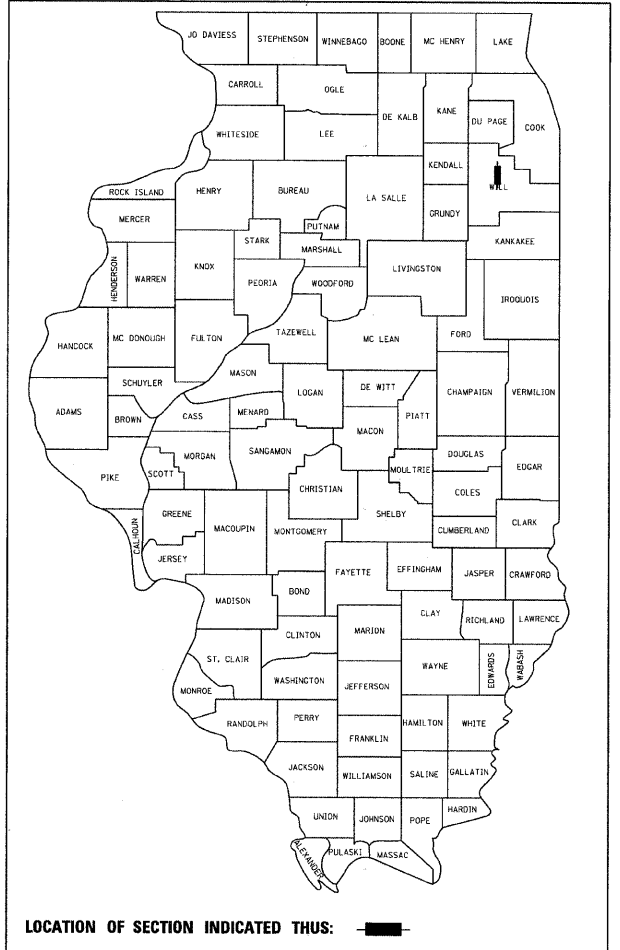 JO DAVIESS STEPHENSON WINNEBAGO BOONE MC HENRY LAKE
CARROLL OGLE DE KALB KANE DU PAGE COOK
WHITESIDE LEE
KENDALL WILL
ROCK ISLAND HENRY BUREAU LA SALLE GRUNDY
MERCER PUTNAM
STARK MARSHALL KANKAKEE
HENDERSON WARREN KNOX PEORIA WOODFORD LIVINGSTON IROQUOIS
TAZEWELL MC LEAN FORD
HANCOCK MC DONOUGH FULTON
MASON
SCHUYLER LOGAN DE WITT CHAMPAIGN VERMILION
ADAMS BROWN CASS MENARD MACON PIATT
MORGAN SANGAMON DOUGLAS EDGAR
PIKE SCOTT MOULTRIE
CHRISTIAN COLES
GREENE MACOUPIN MONTGOMERY SHELBY CUMBERLAND CLARK
CALHOUN
JERSEY FAYETTE EFFINGHAM JASPER CRAWFORD
MADISON BOND
CLAY RICHLAND LAWRENCE
CLINTON MARION
ST. CLAIR WAYNE EDWARDS WABASH
WASHINGTON JEFFERSON
MONROE
RANDOLPH PERRY HAMILTON WHITE
FRANKLIN
JACKSON WILLIAMSON SALINE GALLATIN
UNION JOHNSON POPE HARDIN
ALEXANDER PULASKI MASSAC
LOCATION OF SECTION INDICATED THUS: